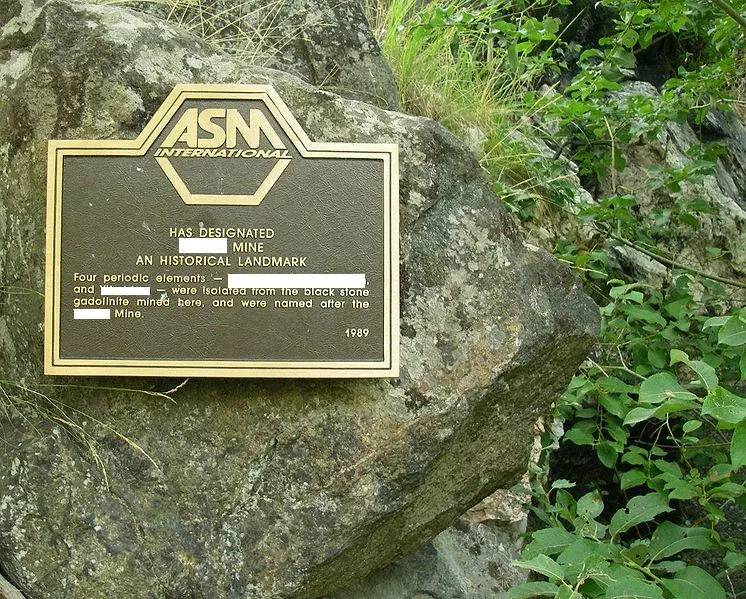 ASM
INTERNATIONAL
HAS DESIGNATED
MINE
AN HISTORICAL LANDMARK
Four periodic elements —
and — were isolated from the black stone
gadolinite mined here, and were named after the
Mine.
1989